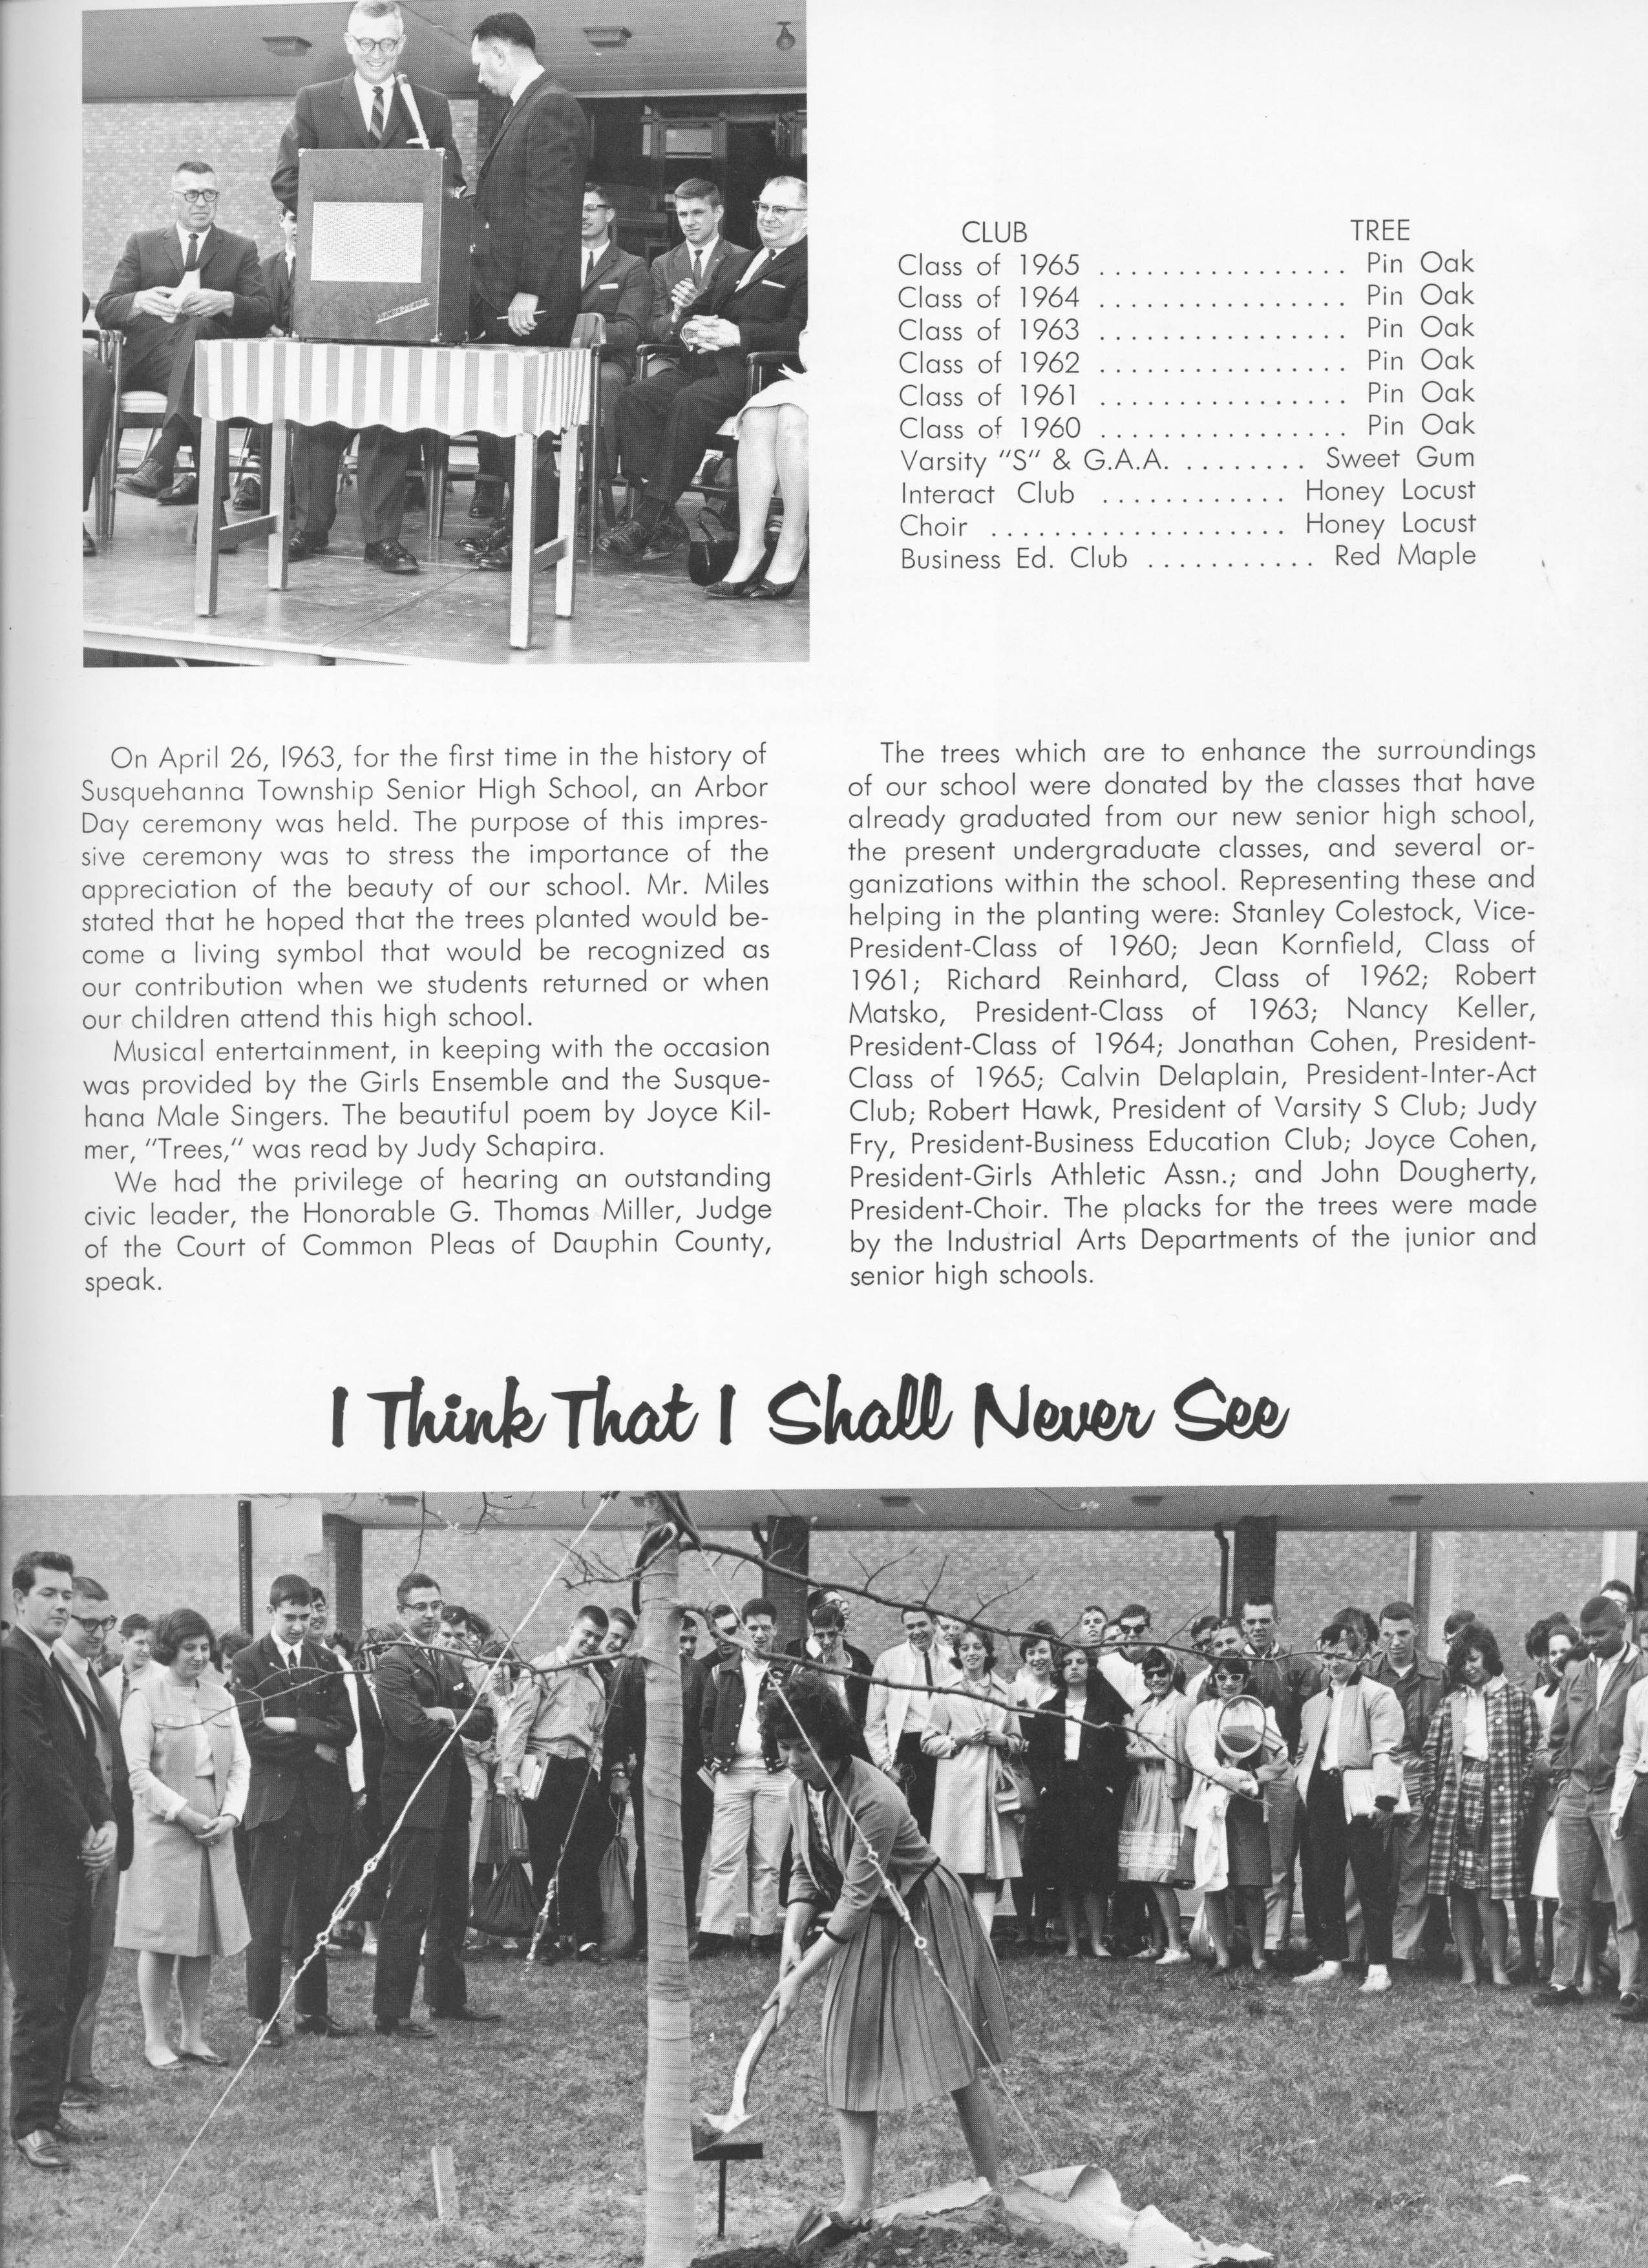 CLUB TREE
Class of 1965 ................. Pin Oak
Class of 1964 ................. Pin Oak
Class of 1963 ................. Pin Oak
Class of 1962 ................. Pin Oak
Class of 1961 ................. Pin Oak
Class of 1960 ................. Pin Oak
Varsity "S" & G.A.A. ......... Sweet Gum
Interact Club ............ Honey Locust
Choir ................... Honey Locust
Business Ed. Club ........... Red Maple
On April 26, 1963, for the first time in the history of
Susquehanna Township Senior High School, an Arbor
Day ceremony was held. The purpose of this impres-
sive ceremony was to stress the importance of the
appreciation of the beauty of our school. Mr. Miles
stated that he hoped that the trees planted would be-
come a living symbol that would be recognized as
our contribution when we students returned or when
our children attend this high school.
Musical entertainment, in keeping with the occasion
was provided by the Girls Ensemble and the Susque-
hana Male Singers. The beautiful poem by Joyce Kil-
mer, "Trees," was read by Judy Schapira.
We had the privilege of hearing an outstanding
civic leader, the Honorable G. Thomas Miller, Judge
of the Court of Common Pleas of Dauphin County,
speak.
The trees which are to enhance the surroundings
of our school were donated by the classes that have
already graduated from our new senior high school,
the present undergraduate classes, and several or-
ganizations within the school. Representing these and
helping in the planting were: Stanley Colestock, Vice-
President-Class of 1960; Jean Kornfield, Class of
1961; Richard Reinhard, Class of 1962; Robert
Matsko, President-Class of 1963; Nancy Keller,
President-Class of 1964; Jonathan Cohen, President-
Class of 1965; Calvin Delaplain, President-Inter-Act
Club; Robert Hawk, President of Varsity S Club; Judy
Fry, President-Business Education Club; Joyce Cohen,
President-Girls Athletic Assn.; and John Dougherty,
President-Choir. The placks for the trees were made
by the Industrial Arts Departments of the junior and
senior high schools.
I Think That I Shall Never See